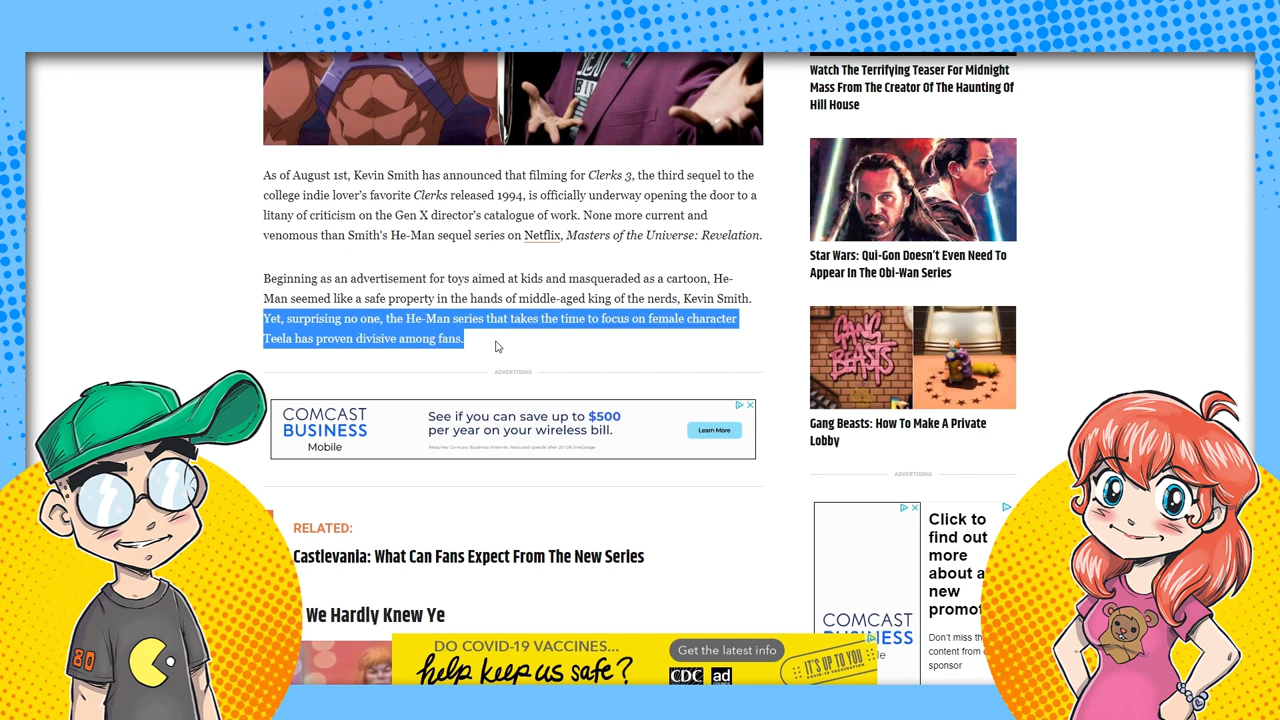 Watch The Terrifying Teaser For Midnight
Mass From The Creator Of The Haunting Of
Hill House
As of August 1st, Kevin Smith has announced that filming for Clerks 3, the third sequel to the
college indie lover's favorite Clerks released 1994, is officially underway opening the door to a
litany of criticism on the Gen X director's catalogue of work. None more current and
venomous than Smith's He-Man sequel series on Netflix, Masters of the Universe: Revelation.
Star Wars: Qui-Gon Doesn't Even Need To
Appear In The Obi-Wan Series
Beginning as an advertisement for toys aimed at kids and masqueraded as a cartoon, He-
Man seemed like a safe property in the hands of middle-aged king of the nerds, Kevin Smith.
Yet, surprising no one, the He-Man series that takes the time to focus on female character
Teela has proven divisive among fans.
GANG
BEASTS
Gang Beasts: How To Make A Private
Lobby
ADVERTISING
COMCAST
BUSINESS
Mobile
See if you can save up to $500
per year on your wireless bill.
Learn More
Requires Comcast Business Internet. Reduced speeds after 20 GB line/usage.
ADVERTISING
RELATED:
Castlevania: What Can Fans Expect From The New Series
We Hardly Knew Ye
Click to
find out
more
about a
new
promot
Don't miss th
content from o
sponsor
COMCAST
BUSINESS
le
DO COVID-19 VACCINES...
help keep us safe?
Get the latest info
CDC
ad
IT'S UP TO YOU
COVID-19 VACCINATION
80